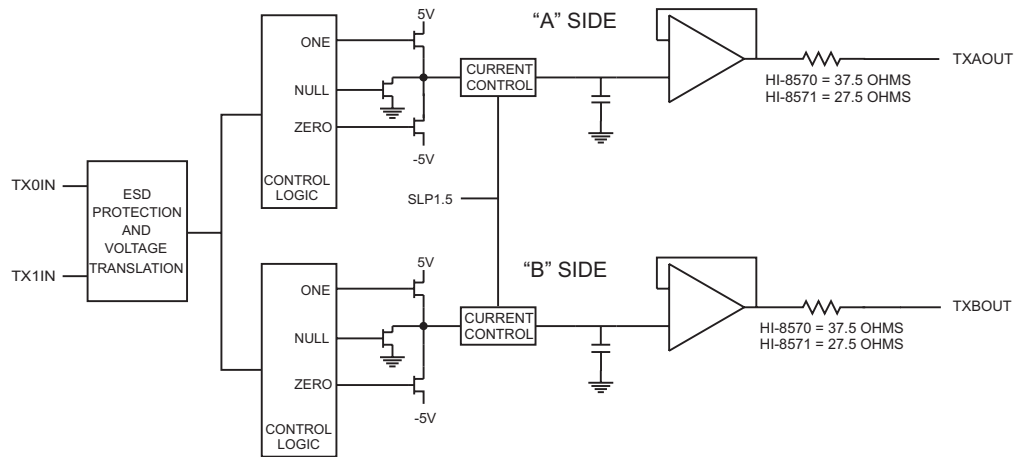 "A" SIDE
5V
ONE
NULL
ZERO
-5V
CONTROL
LOGIC
CURRENT
CONTROL
TXAOUT
HI-8570 = 37.5 OHMS
HI-8571 = 27.5 OHMS
TX0IN
TX1IN
ESD
PROTECTION
AND
VOLTAGE
TRANSLATION
SLP1.5
"B" SIDE
5V
ONE
NULL
ZERO
-5V
CONTROL
LOGIC
CURRENT
CONTROL
TXBOUT
HI-8570 = 37.5 OHMS
HI-8571 = 27.5 OHMS